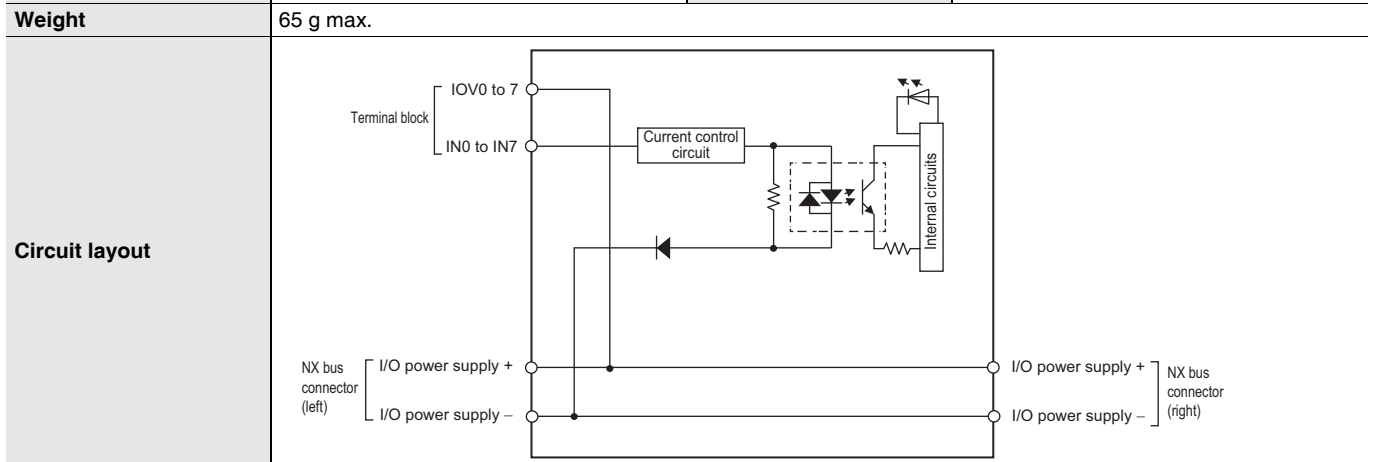 Weight
65 g max.
Circuit layout
Terminal block
IOV0 to 7
IN0 to IN7
Current control
circuit
Internal circuits
NX bus
connector
(left)
I/O power supply +
I/O power supply −
I/O power supply +
I/O power supply −
NX bus
connector
(right)